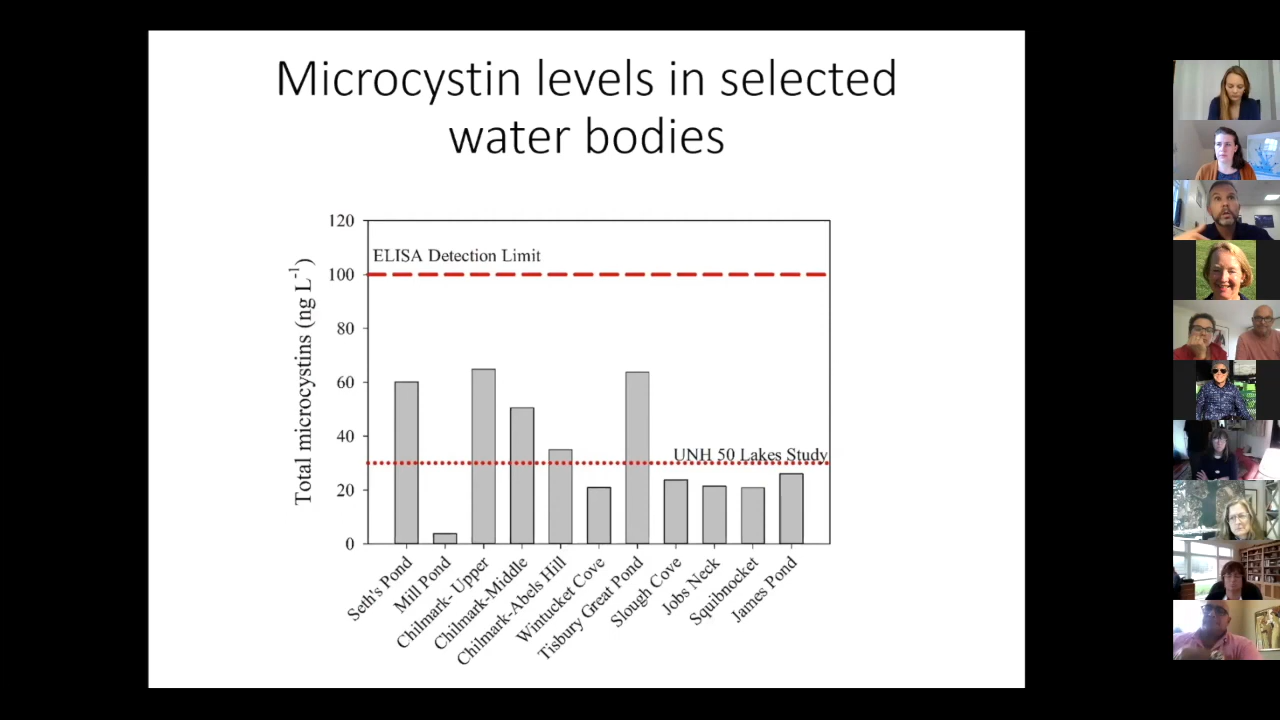 Microcystin levels in selected
water bodies
Total microcystins (ng L-1)
120
100
80
60
40
20
0
ELISA Detection Limit
UNH 50 Lakes Study
Seth's Pond
Mill Pond
Chilmark- Upper
Chilmark-Middle
Chilmark-Abels Hill
Wintucket Cove
Tisbury Great Pond
Slough Cove
Jobs Neck
Squibnocket
James Pond